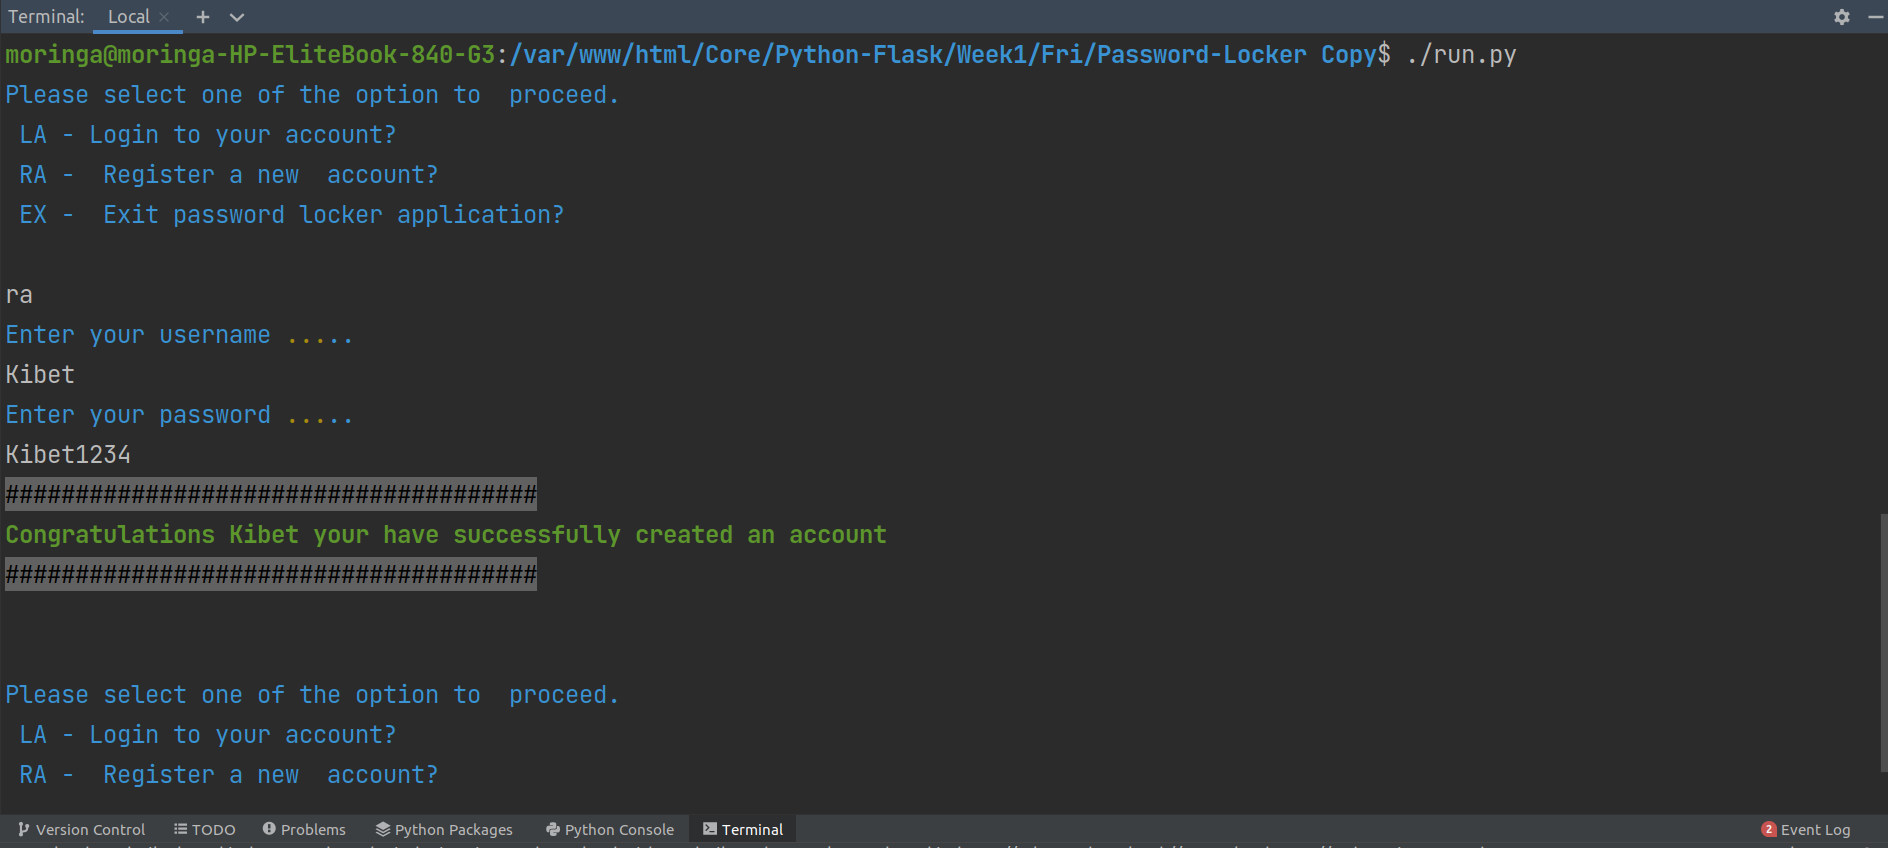 Terminal: Local × +
moringa@moringa-HP-EliteBook-840-G3:/var/www/html/Core/Python-Flask/Week1/Fri/Password-Locker Copy$ ./run.py
Please select one of the option to  proceed.
 LA - Login to your account?
 RA -  Register a new  account?
 EX -  Exit password locker application?
ra
Enter your username .....
Kibet
Enter your password .....
Kibet1234
######################################
Congratulations Kibet your have successfully created an account
######################################
Please select one of the option to  proceed.
 LA - Login to your account?
 RA -  Register a new  account?
Version Control TODO Problems Python Packages Python Console Terminal 2 Event Log